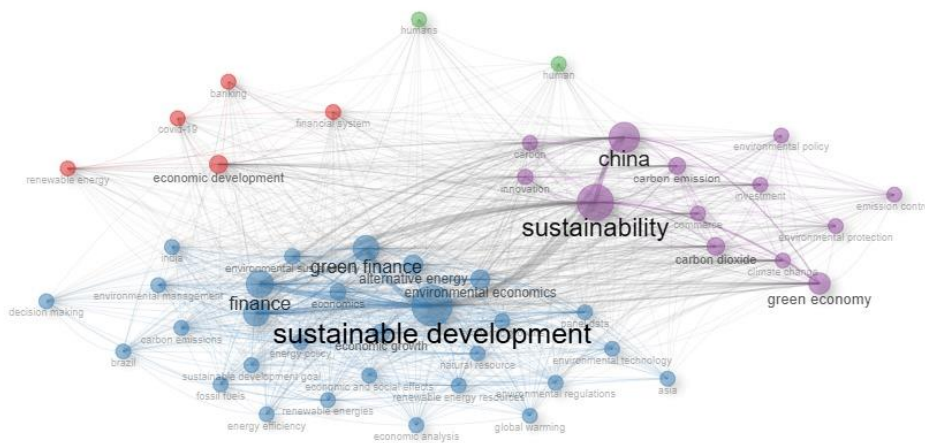 humans
human
banking
covid-19
financial system
renewable energy
economic development
carbon
china
environmental policy
innovation
carbon emission
investment
emission contr
sustainability
commerce
environmental protection
carbon dioxide
climate change
green economy
india
environmental sus
green finance
alternative energy
environmental management
finance
economics
environmental economics
decision making
sustainable development
panel data
carbon emissions
energy policy
economic growth
brazil
natural resource
environmental technology
sustainable development goal
economic and social effects
fossil fuels
renewable energy resources
environmental regulations
asia
renewable energies
energy efficiency
economic analysis
global warming